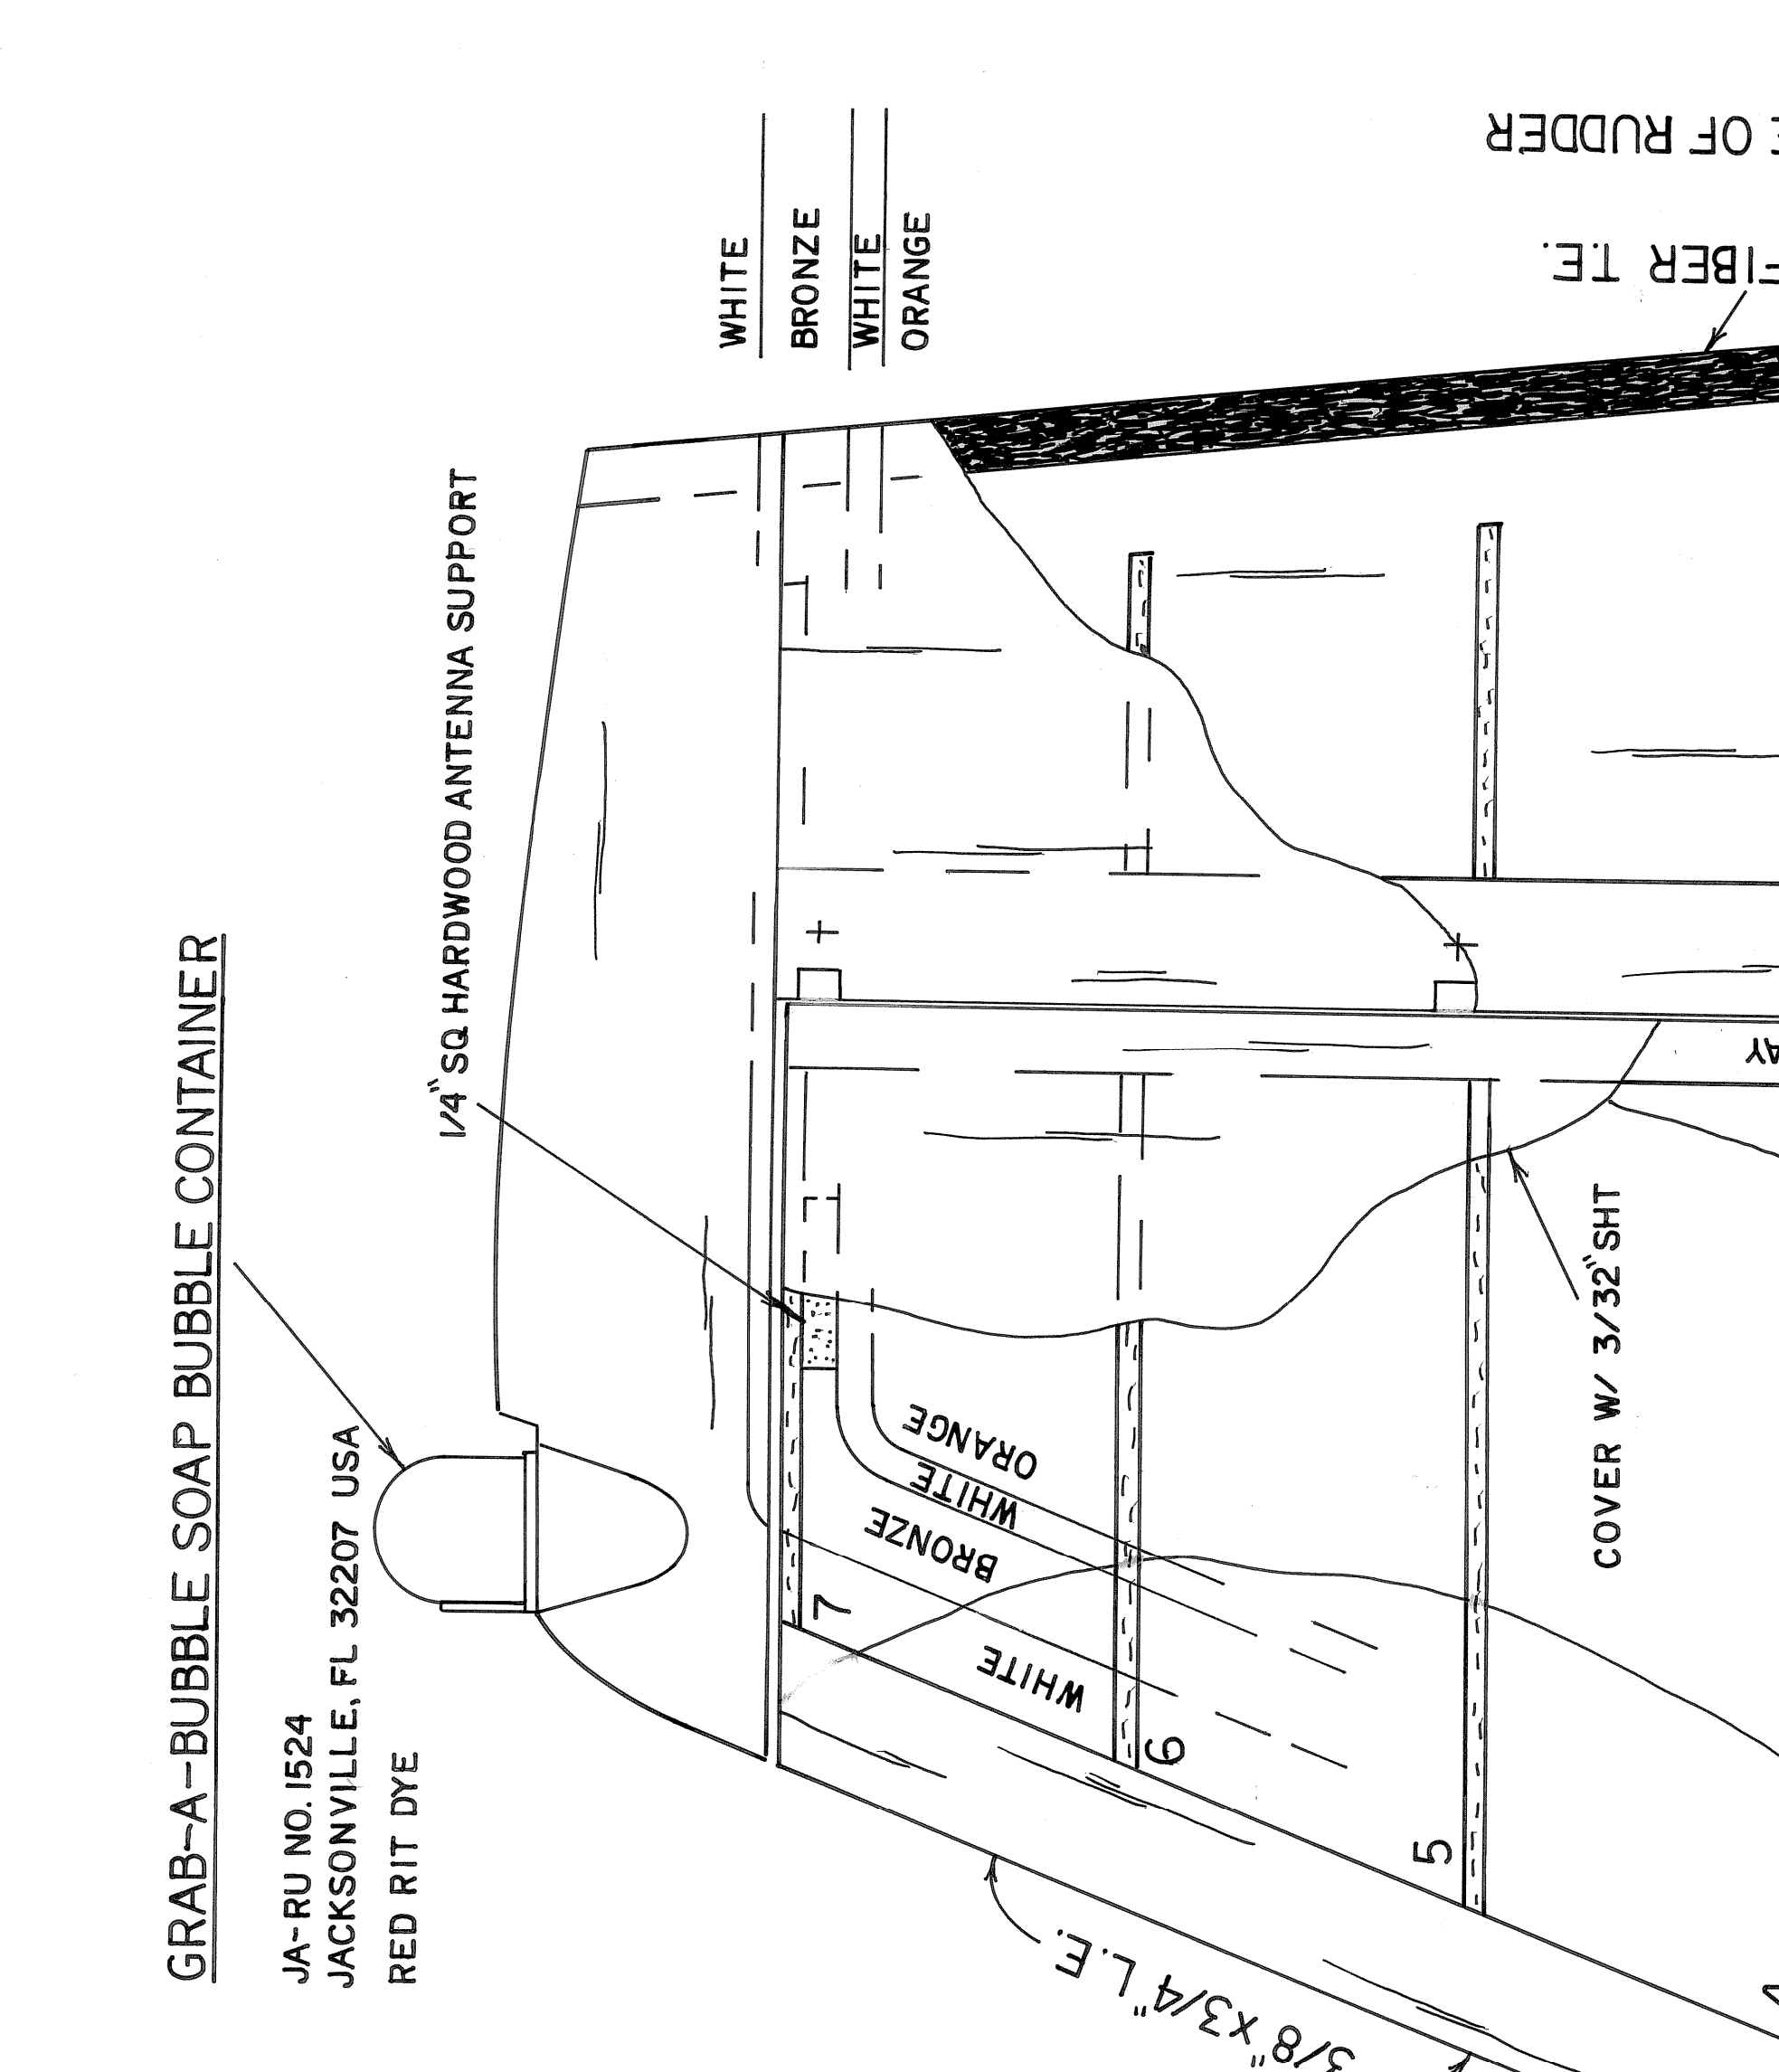 GRAB-A-BUBBLE SOAP BUBBLE CONTAINER
JA-RU NO. 1524
JACKSONVILLE, FL 32207 USA
RED RIT DYE
1/4" SQ HARDWOOD ANTENNA SUPPORT
WHITE
BRONZE
WHITE
ORANGE
E OF RUDDER
FIBER T.E.
ORANGE
WHITE
BRONZE
WHITE
7
6
5
COVER W/ 3/32" SHT
3/8" x 3/4" L.E.